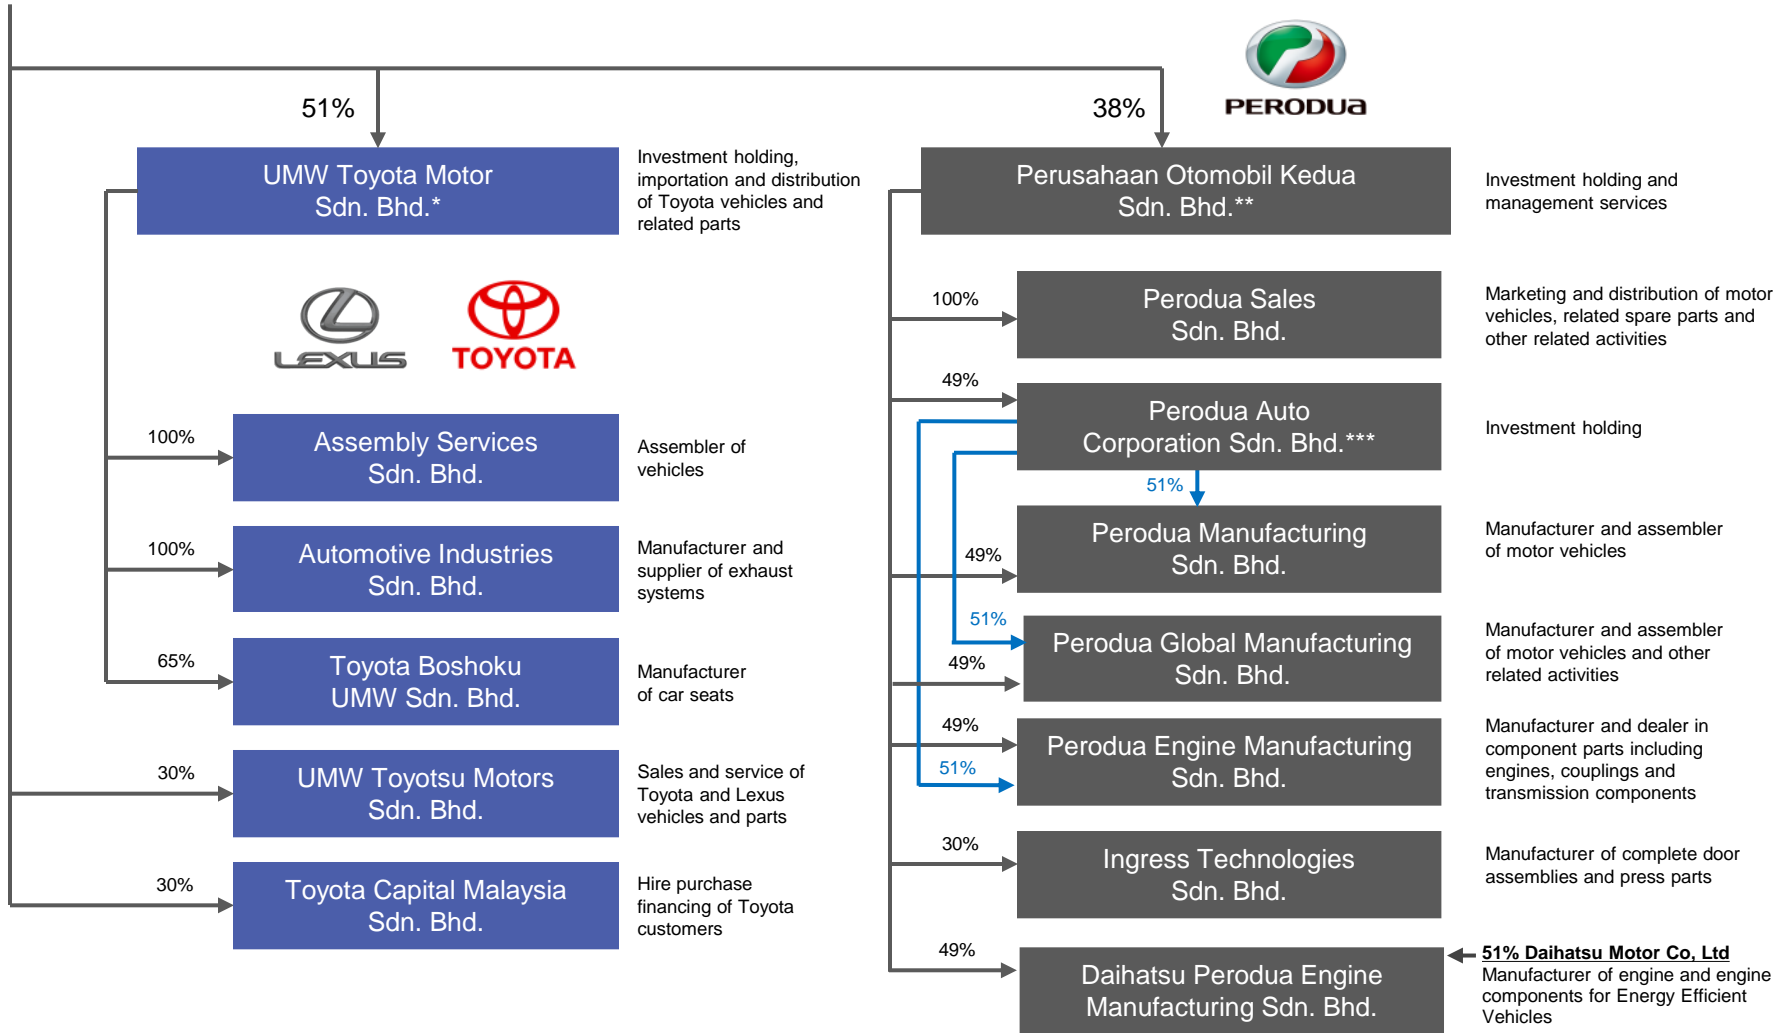 PERODUA
51%
38%
UMW Toyota Motor
Sdn. Bhd.*
Investment holding,
importation and distribution
of Toyota vehicles and
related parts
LEXUS
TOYOTA
100%
Assembly Services
Sdn. Bhd.
Assembler of
vehicles
100%
Automotive Industries
Sdn. Bhd.
Manufacturer and
supplier of exhaust
systems
65%
Toyota Boshoku
UMW Sdn. Bhd.
Manufacturer
of car seats
30%
UMW Toyotsu Motors
Sdn. Bhd.
Sales and service of
Toyota and Lexus
vehicles and parts
30%
Toyota Capital Malaysia
Sdn. Bhd.
Hire purchase
financing of Toyota
customers
Perusahaan Otomobil Kedua
Sdn. Bhd.**
Investment holding and
management services
100%
Perodua Sales
Sdn. Bhd.
Marketing and distribution of motor
vehicles, related spare parts and
other related activities
49%
Perodua Auto
Corporation Sdn. Bhd.***
Investment holding
51%
49%
Perodua Manufacturing
Sdn. Bhd.
Manufacturer and assembler
of motor vehicles
51%
49%
Perodua Global Manufacturing
Sdn. Bhd.
Manufacturer and assembler
of motor vehicles and other
related activities
49%
51%
Perodua Engine Manufacturing
Sdn. Bhd.
Manufacturer and dealer in
component parts including
engines, couplings and
transmission components
30%
Ingress Technologies
Sdn. Bhd.
Manufacturer of complete door
assemblies and press parts
49%
Daihatsu Perodua Engine
Manufacturing Sdn. Bhd.
51% Daihatsu Motor Co, Ltd
Manufacturer of engine and engine
components for Energy Efficient
Vehicles